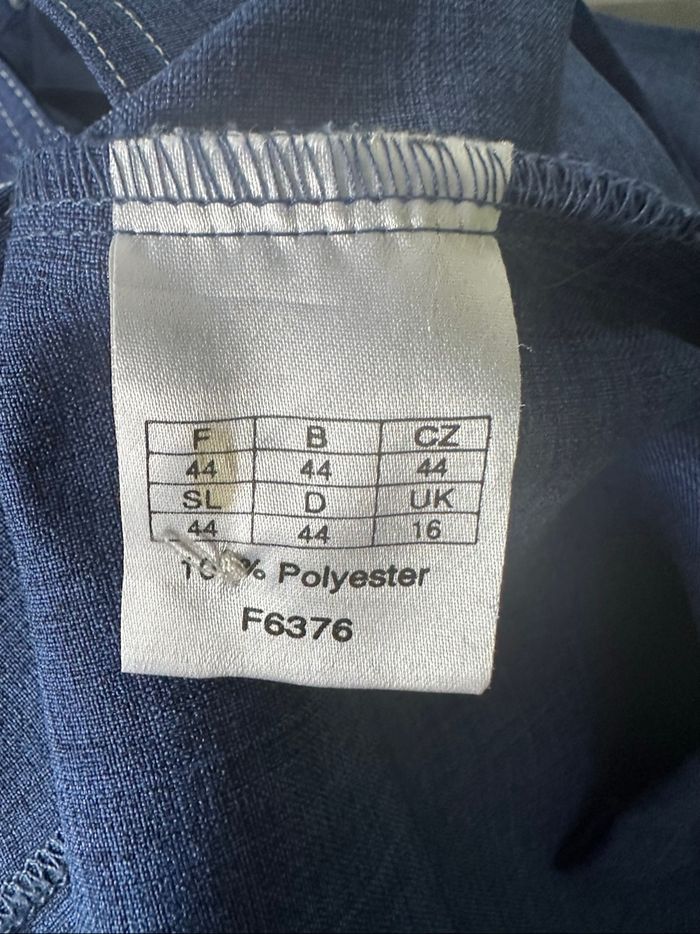 F B CZ
44 44 44
SL D UK
44 44 16
% Polyester
F6376